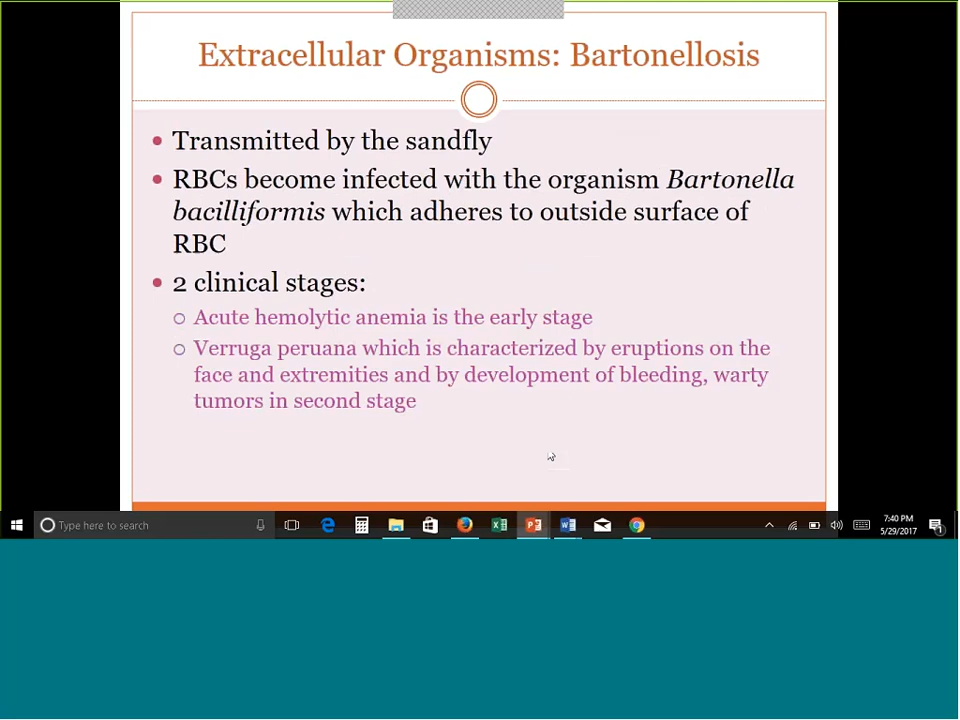 Extracellular Organisms: Bartonellosis
Transmitted by the sandfly
RBCs become infected with the organism Bartonella
bacilliformis which adheres to outside surface of
RBC
2 clinical stages:
Acute hemolytic anemia is the early stage
Verruga peruana which is characterized by eruptions on the
face and extremities and by development of bleeding, warty
tumors in second stage
Type here to search
7:40 PM
5/29/2017